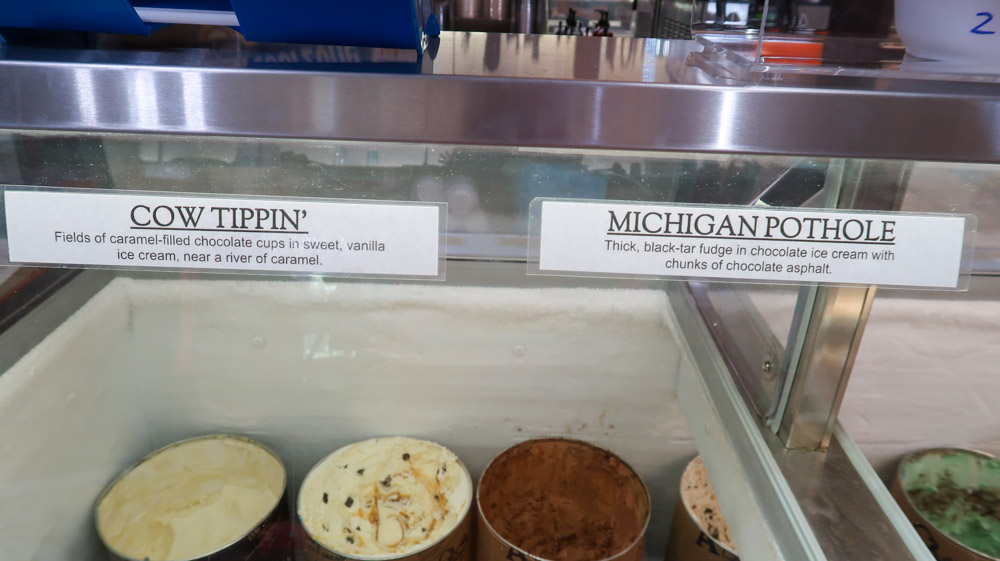 2
COW TIPPIN'
Fields of caramel-filled chocolate cups in sweet, vanilla
ice cream, near a river of caramel.
MICHIGAN POTHOLE
Thick, black-tar fudge in chocolate ice cream with
chunks of chocolate asphalt.